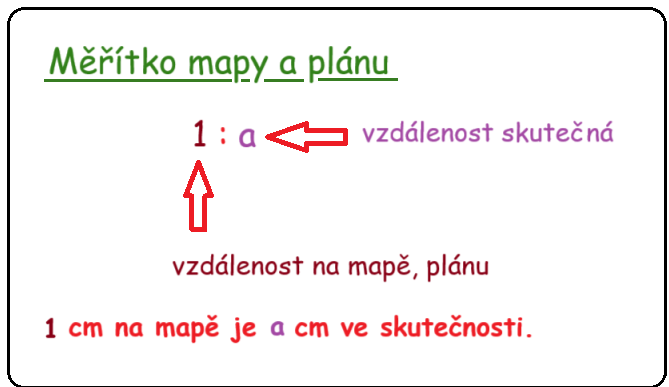 Měřítko mapy a plánu
1 : a vzdálenost skutečná
vzdálenost na mapě, plánu
1 cm na mapě je a cm ve skutečnosti.